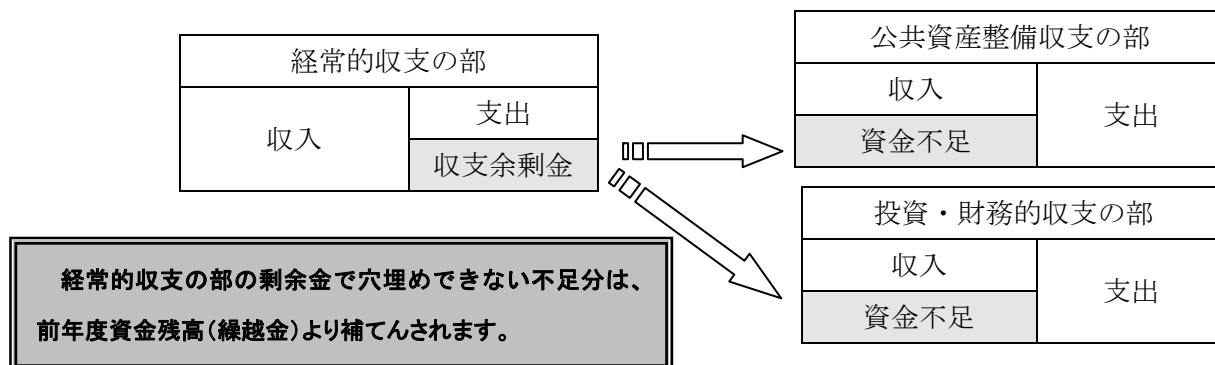 経常的収支の部
収入
支出
収支余剰金
公共資産整備収支の部
収入
資金不足
支出
投資・財務的収支の部
収入
資金不足
支出
経常的収支の部の剰余金で穴埋めできない不足分は、
前年度資金残高（繰越金）より補てんされます。